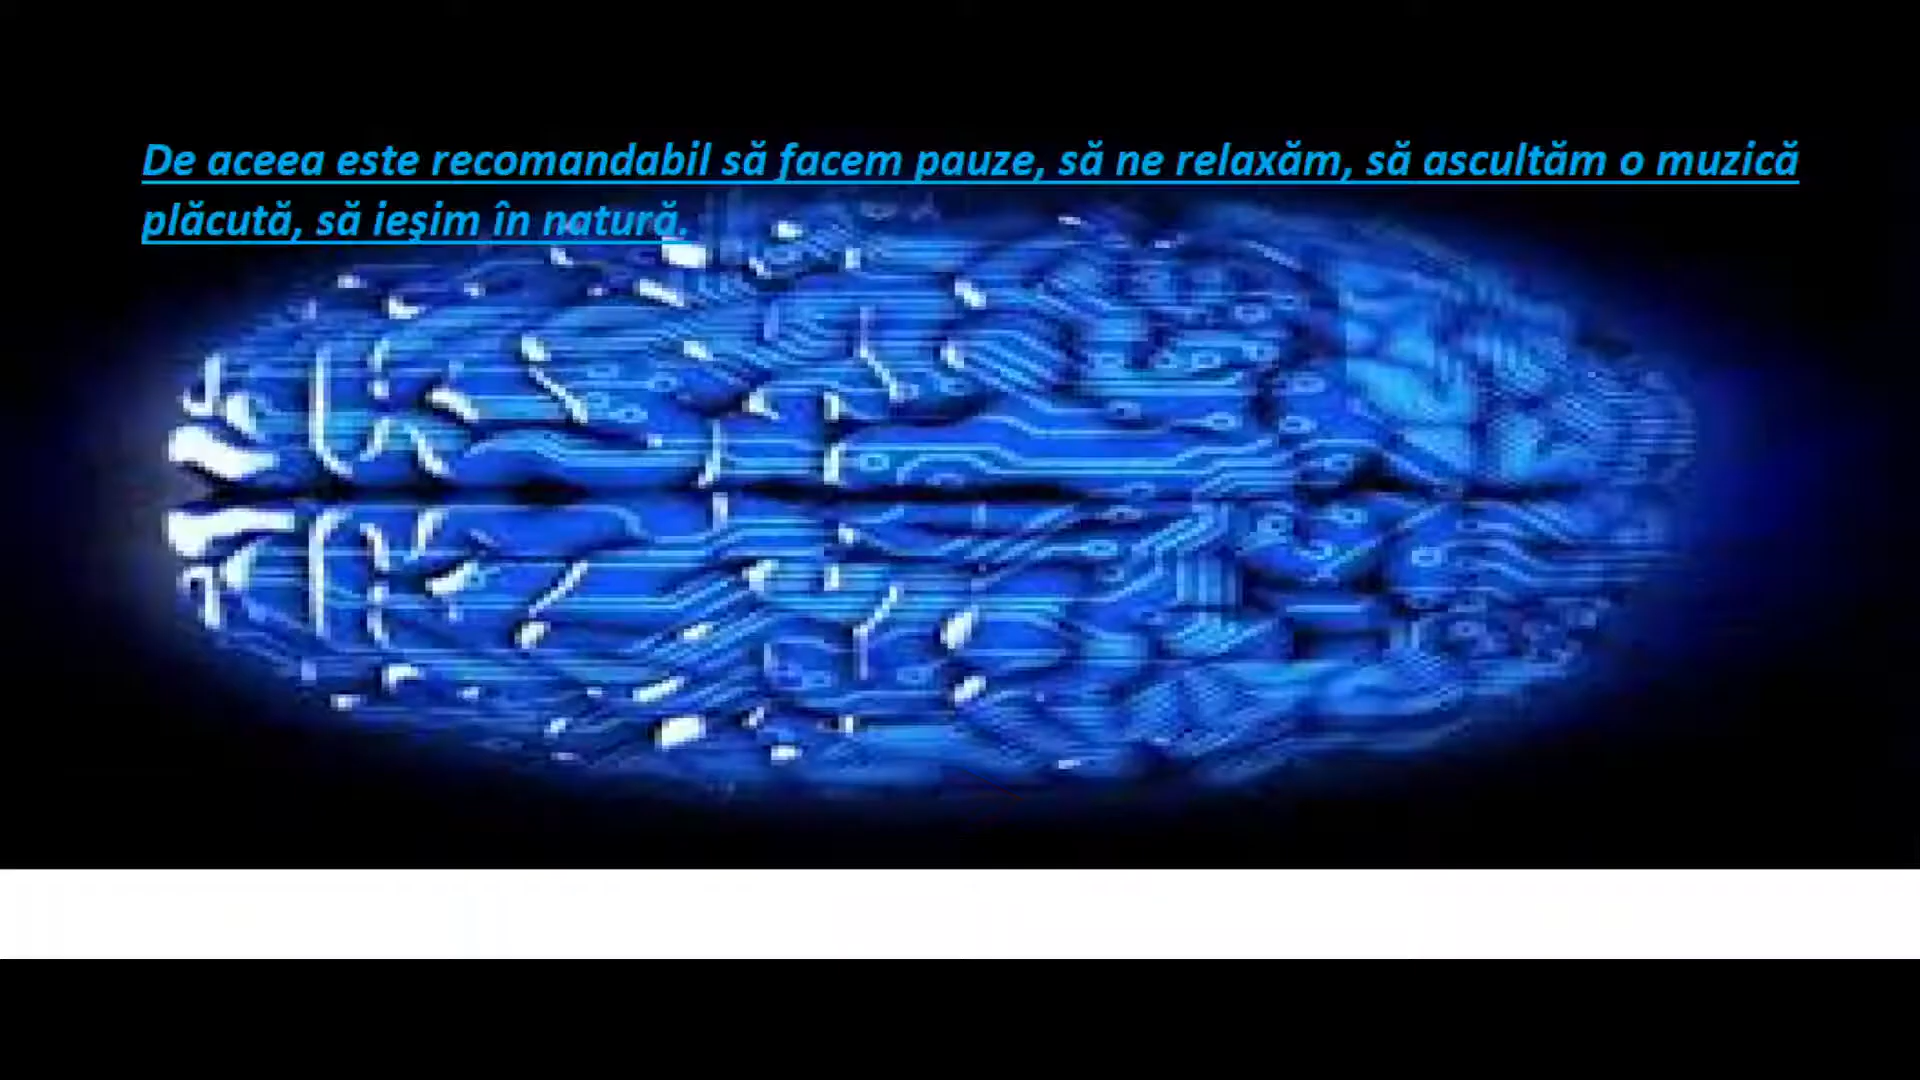 De aceea este recomandabil să facem pauze, să ne relaxăm, să ascultăm o muzică
plăcută, să ieşim în natură.